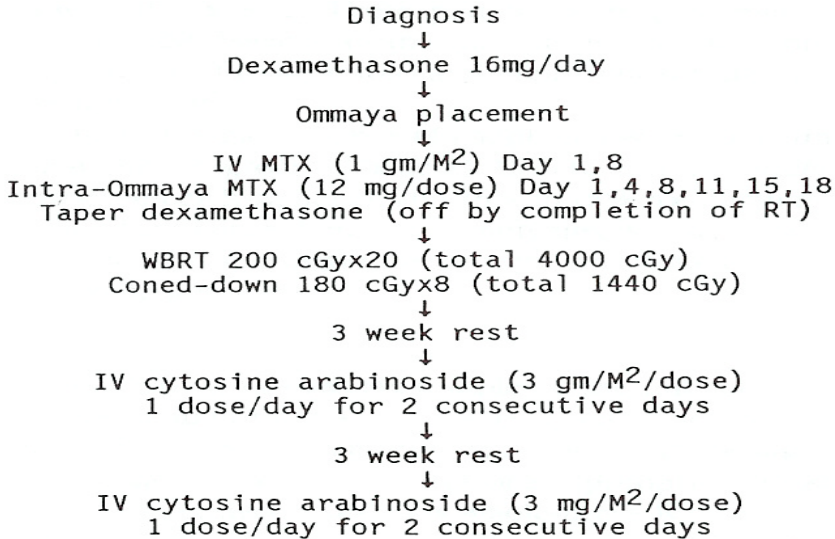 Diagnosis
↓
Dexamethasone 16mg/day
↓
Ommaya placement
↓
IV MTX (1 gm/M²) Day 1,8
Intra-Ommaya MTX (12 mg/dose) Day 1,4,8,11,15,18
Taper dexamethasone (off by completion of RT)
↓
WBRT 200 cGyx20 (total 4000 cGy)
Coned-down 180 cGyx8 (total 1440 cGy)
↓
3 week rest
↓
IV cytosine arabinoside (3 gm/M²/dose)
1 dose/day for 2 consecutive days
↓
3 week rest
↓
IV cytosine arabinoside (3 mg/M²/dose)
1 dose/day for 2 consecutive days